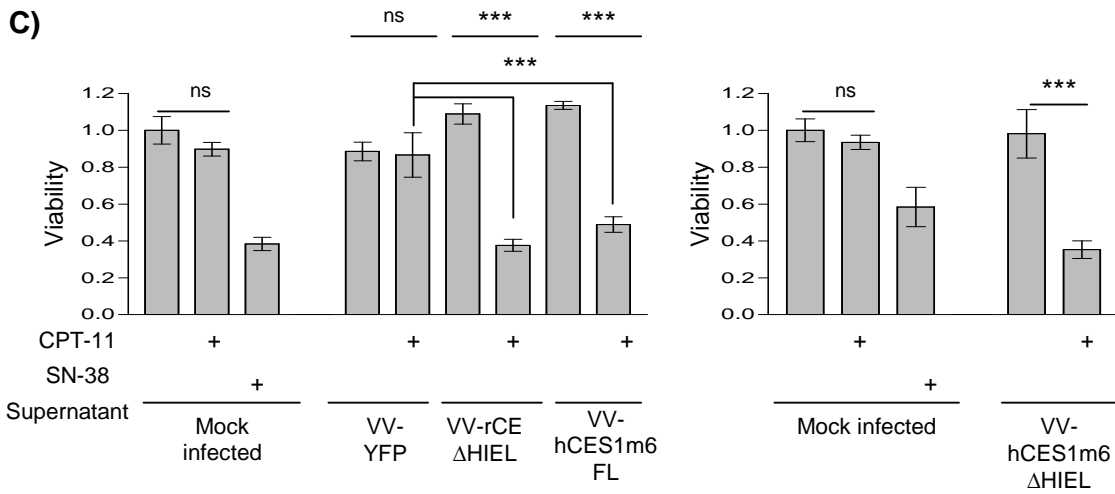 C)
ns *** ***
***
ns
ns
***
Viability
1.2
1.0
0.8
0.6
0.4
0.2
0.0
Viability
1.2
1.0
0.8
0.6
0.4
0.2
0.0
CPT-11 + + + + + +
SN-38 + +
Supernatant
Mock
infected
VV-
YFP
VV-rCE
ΔHIEL
VV-
hCES1m6
FL
Mock infected
VV-
hCES1m6
ΔHIEL